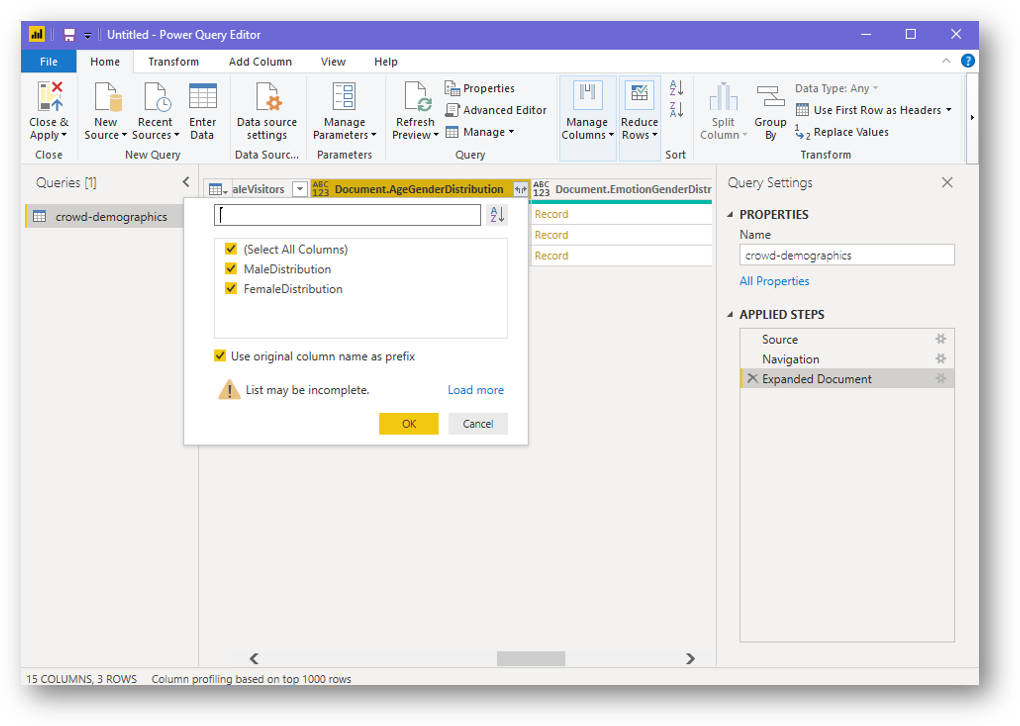 Untitled - Power Query Editor
File Home Transform Add Column View Help
Close & Apply
New Source
Recent Sources
Enter Data
Data source settings
Manage Parameters
Refresh Preview
Properties
Advanced Editor
Manage
Manage Columns
Reduce Rows
Split Column
Group By
Data Type: Any
Use First Row as Headers
Replace Values
Close New Query Data Sourc... Parameters Query Sort Transform
Queries [1]
crowd-demographics
aleVisitors ABC 123 Document.AgeGenderDistribution ABC 123 Document.EmotionGenderDistr
Record
Record
Record
(Select All Columns)
MaleDistribution
FemaleDistribution
Use original column name as prefix
List may be incomplete. Load more
OK Cancel
Query Settings
PROPERTIES
Name
crowd-demographics
All Properties
APPLIED STEPS
Source
Navigation
Expanded Document
15 COLUMNS, 3 ROWS Column profiling based on top 1000 rows